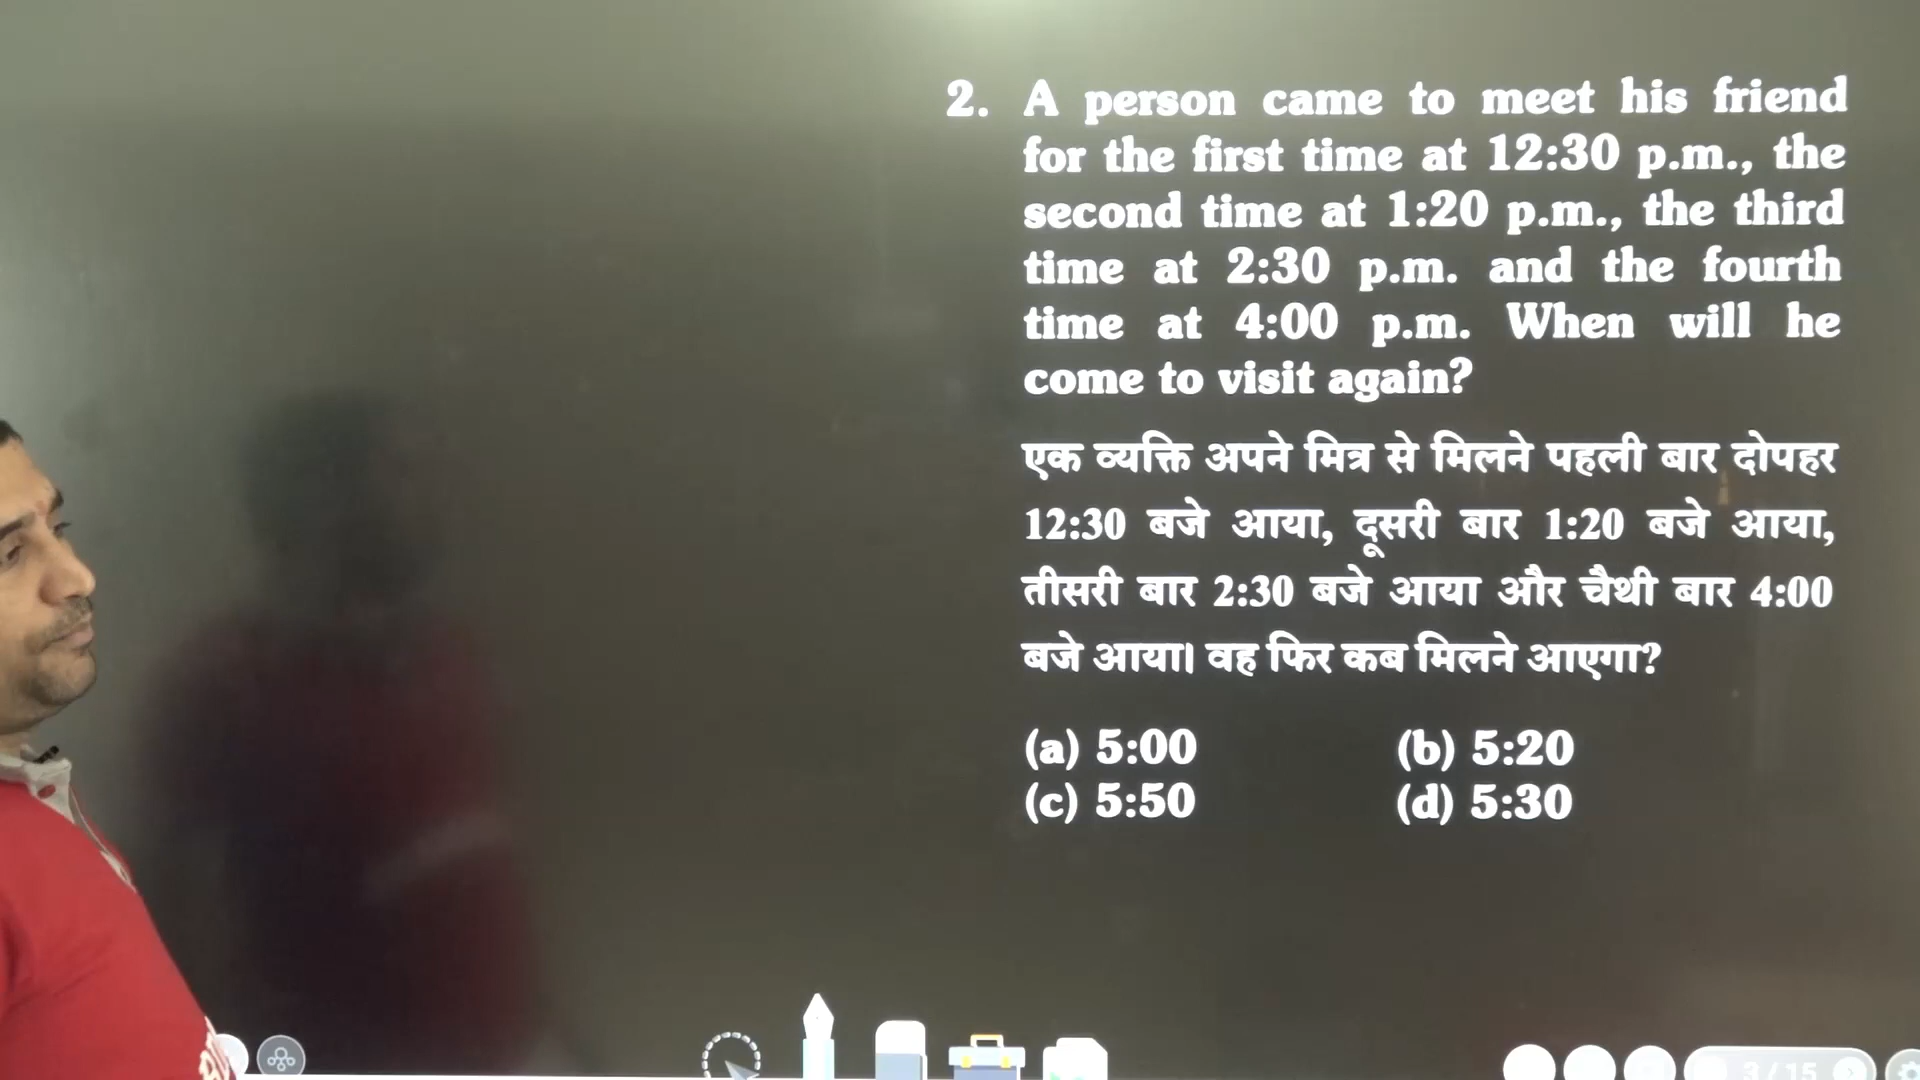 2. A person came to meet his friend
for the first time at 12:30 p.m., the
second time at 1:20 p.m., the third
time at 2:30 p.m. and the fourth
time at 4:00 p.m. When will he
come to visit again?
एक व्यक्ति अपने मित्र से मिलने पहली बार दोपहर
12:30 बजे आया, दूसरी बार 1:20 बजे आया,
तीसरी बार 2:30 बजे आया और चैथी बार 4:00
बजे आया। वह फिर कब मिलने आएगा?
(a) 5:00 (b) 5:20
(c) 5:50 (d) 5:30
3/15